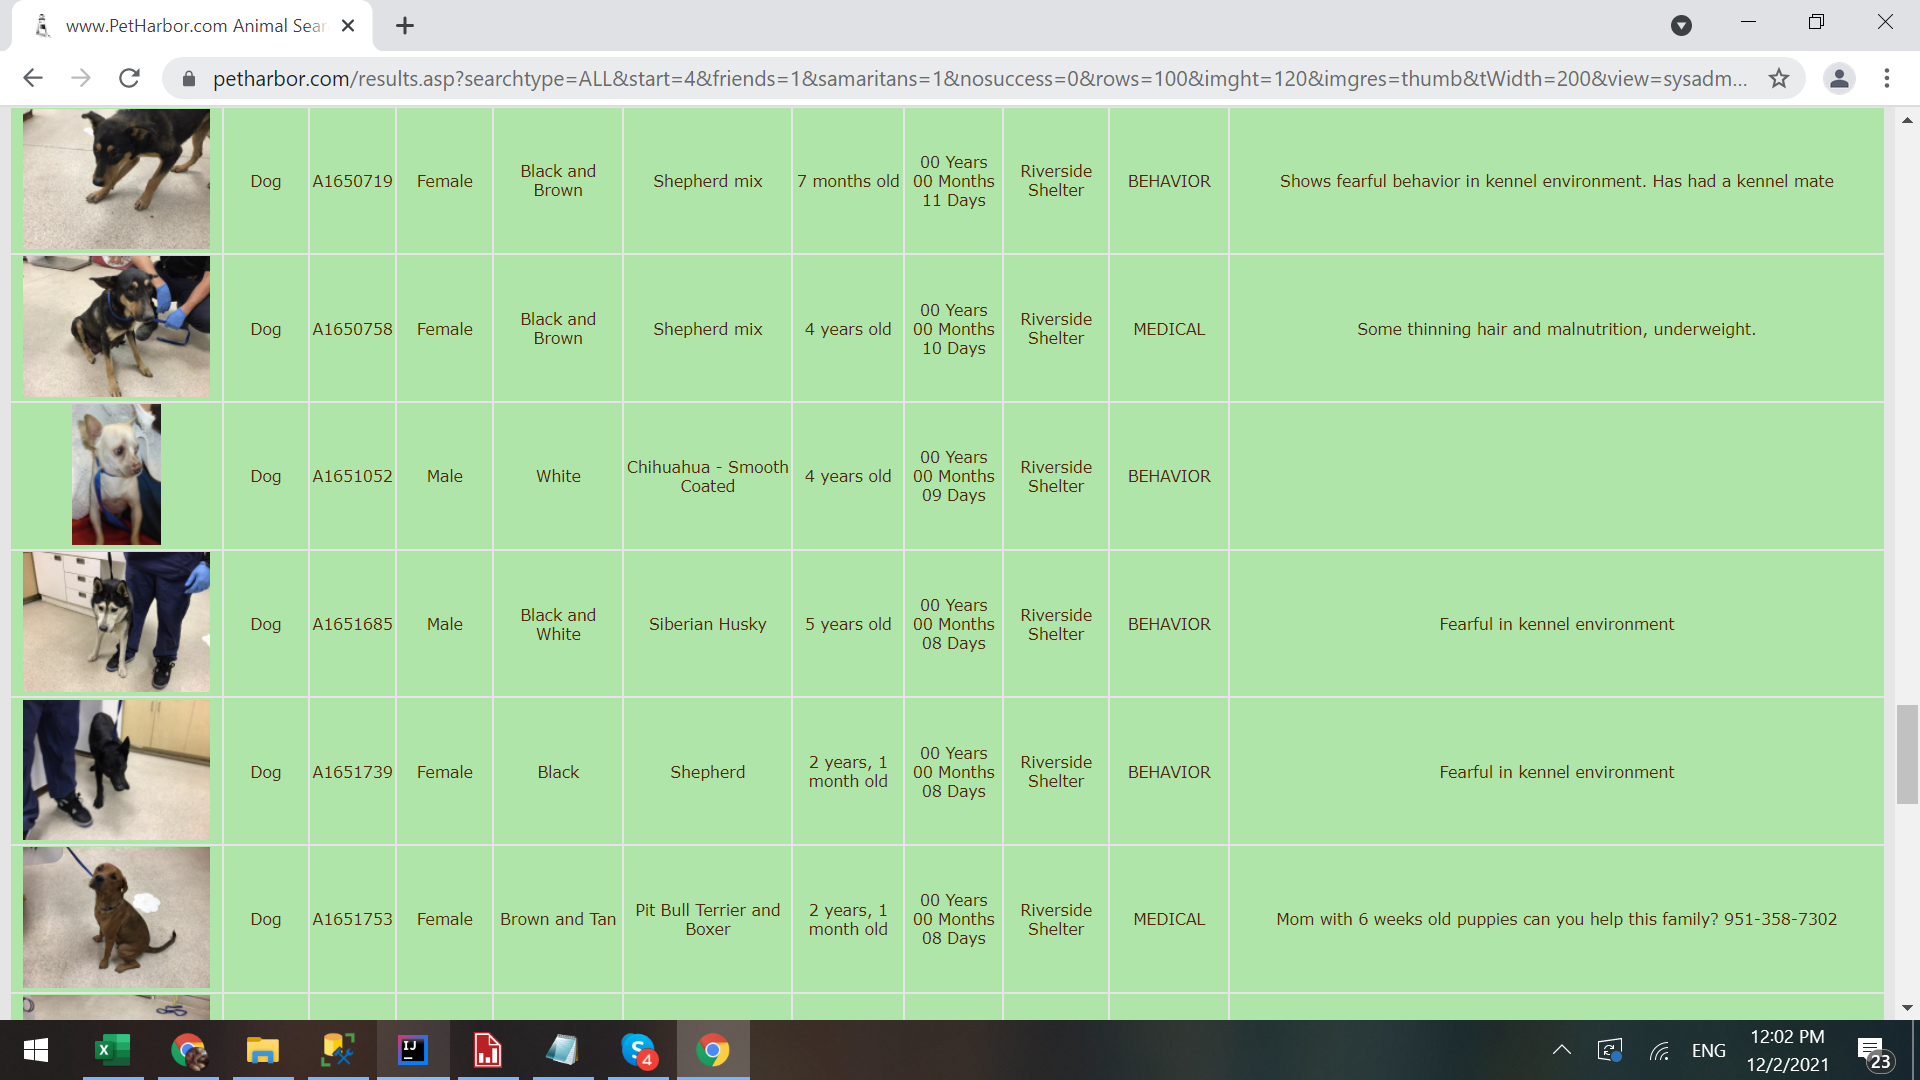 www.PetHarbor.com Animal Sear
petharbor.com/results.asp?searchtype=ALL&start=4&friends=1&samaritans=1&nosuccess=0&rows=100&imght=120&imgres=thumb&tWidth=200&view=sysadm...
Dog
A1650719
Female
Black and
Brown
Shepherd mix
7 months old
00 Years
00 Months
11 Days
Riverside
Shelter
BEHAVIOR
Shows fearful behavior in kennel environment. Has had a kennel mate
Dog
A1650758
Female
Black and
Brown
Shepherd mix
4 years old
00 Years
00 Months
10 Days
Riverside
Shelter
MEDICAL
Some thinning hair and malnutrition, underweight.
Dog
A1651052
Male
White
Chihuahua - Smooth
Coated
4 years old
00 Years
00 Months
09 Days
Riverside
Shelter
BEHAVIOR
Dog
A1651685
Male
Black and
White
Siberian Husky
5 years old
00 Years
00 Months
08 Days
Riverside
Shelter
BEHAVIOR
Fearful in kennel environment
Dog
A1651739
Female
Black
Shepherd
2 years, 1
month old
00 Years
00 Months
08 Days
Riverside
Shelter
BEHAVIOR
Fearful in kennel environment
Dog
A1651753
Female
Brown and Tan
Pit Bull Terrier and
Boxer
2 years, 1
month old
00 Years
00 Months
08 Days
Riverside
Shelter
MEDICAL
Mom with 6 weeks old puppies can you help this family? 951-358-7302
X
IJ
S
4
ENG
12:02 PM
12/2/2021
23